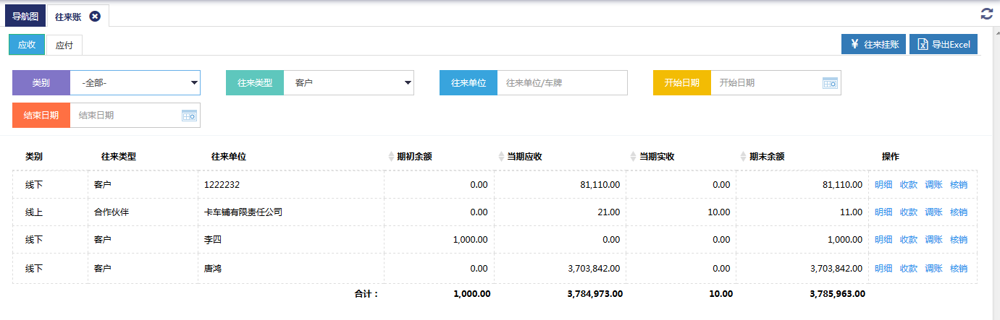 导航图 往来账
应收 应付 ¥ 往来挂账 导出Excel
类别 -全部- 往来类型 客户 往来单位 往来单位/车牌 开始日期 开始日期
结束日期 结束日期
类别 往来类型 往来单位 期初余额 当期应收 当期实收 期末余额 操作
线下 客户 1222232 0.00 81,110.00 0.00 81,110.00 明细 收款 调账 核销
线上 合作伙伴 卡车铺有限责任公司 0.00 21.00 10.00 11.00 明细 收款 调账 核销
线下 客户 李四 1,000.00 0.00 0.00 1,000.00 明细 收款 调账 核销
线下 客户 唐鸿 0.00 3,703,842.00 0.00 3,703,842.00 明细 收款 调账 核销
合计： 1,000.00 3,784,973.00 10.00 3,785,963.00